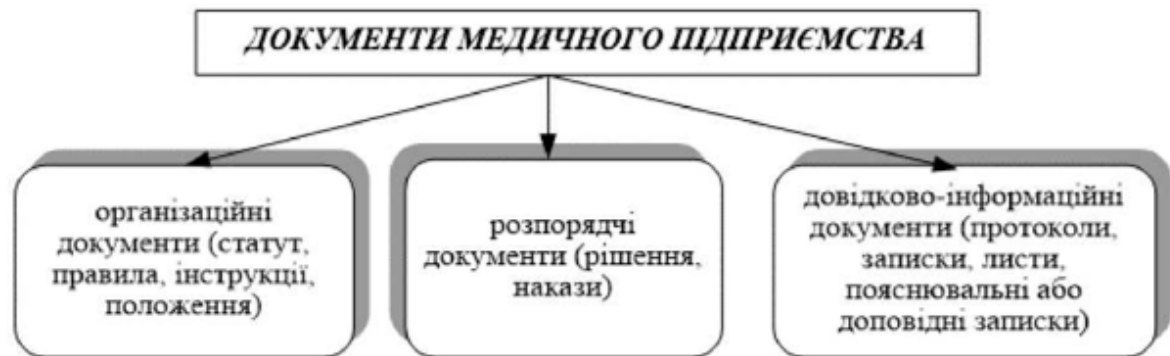 ДОКУМЕНТИ МЕДИЧНОГО ПІДПРИЄМСТВА
організаційні
документи (статут,
правила, інструкції,
положення)
розпорядчі
документи (рішення,
накази)
довідково-інформаційні
документи (протоколи,
записки, листи,
пояснювальні або
доповідні записки)